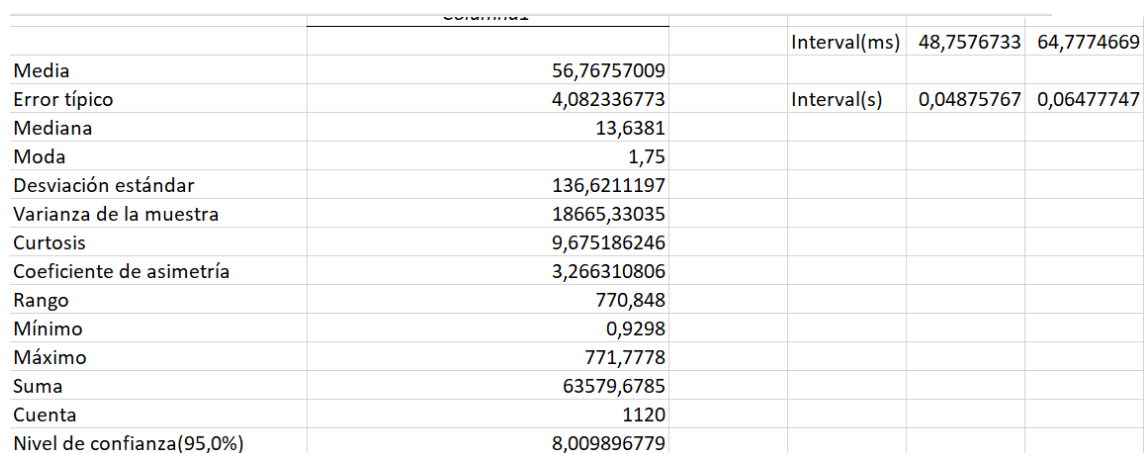 Columna1
Interval(ms) 48,7576733 64,7774669
Media 56,76757009
Error típico 4,082336773 Interval(s) 0,04875767 0,06477747
Mediana 13,6381
Moda 1,75
Desviación estándar 136,6211197
Varianza de la muestra 18665,33035
Curtosis 9,675186246
Coeficiente de asimetría 3,266310806
Rango 770,848
Mínimo 0,9298
Máximo 771,7778
Suma 63579,6785
Cuenta 1120
Nivel de confianza(95,0%) 8,009896779